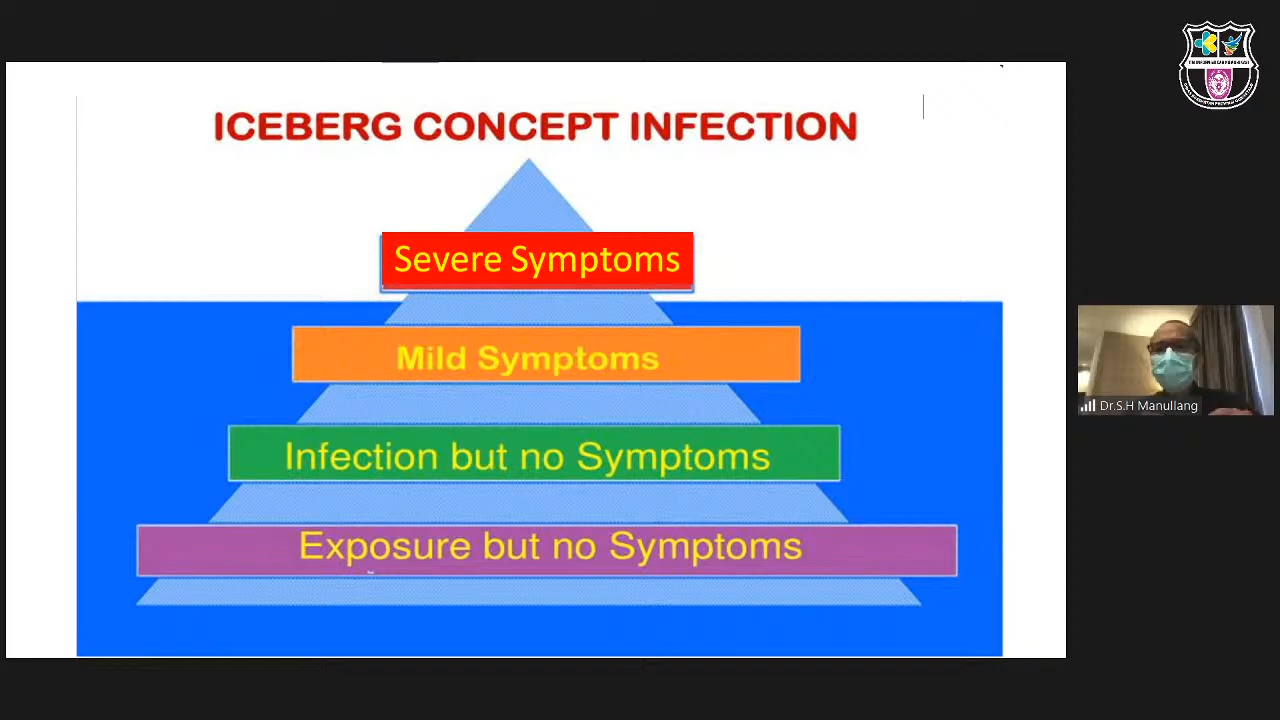 ICEBERG CONCEPT INFECTION
Severe Symptoms
Mild Symptoms
Infection but no Symptoms
Exposure but no Symptoms
Dr.S.H Manullang